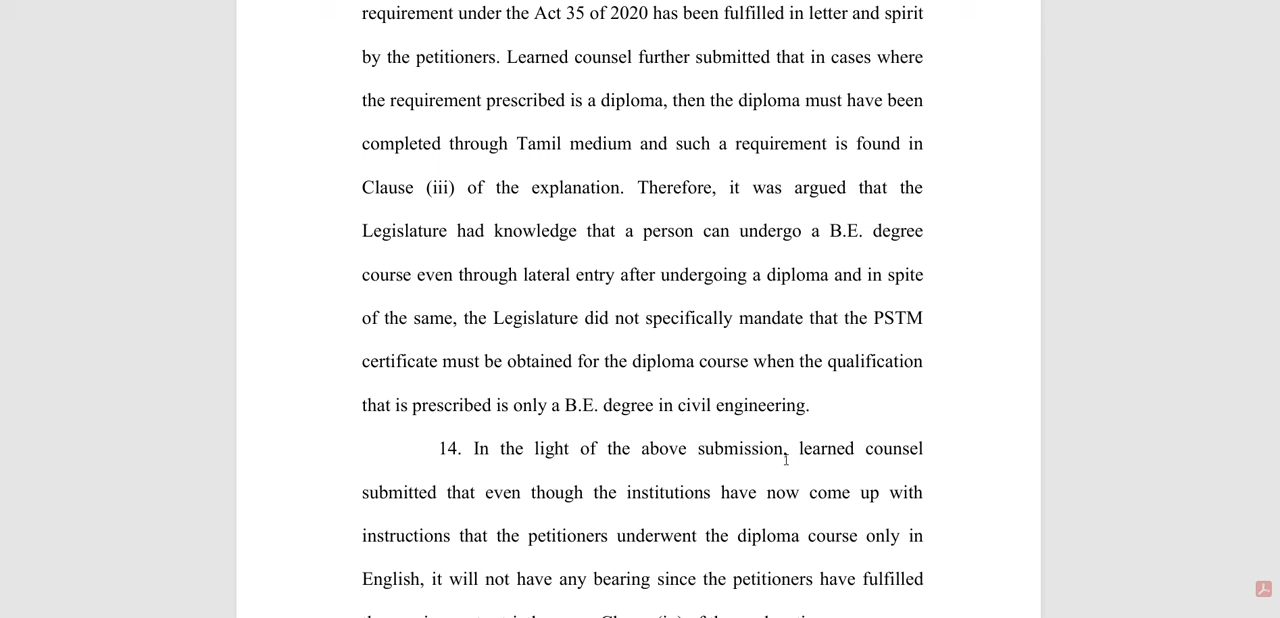 requirement under the Act 35 of 2020 has been fulfilled in letter and spirit
by the petitioners. Learned counsel further submitted that in cases where
the requirement prescribed is a diploma, then the diploma must have been
completed through Tamil medium and such a requirement is found in
Clause (iii) of the explanation. Therefore, it was argued that the
Legislature had knowledge that a person can undergo a B.E. degree
course even through lateral entry after undergoing a diploma and in spite
of the same, the Legislature did not specifically mandate that the PSTM
certificate must be obtained for the diploma course when the qualification
that is prescribed is only a B.E. degree in civil engineering.
14. In the light of the above submission, learned counsel
submitted that even though the institutions have now come up with
instructions that the petitioners underwent the diploma course only in
English, it will not have any bearing since the petitioners have fulfilled